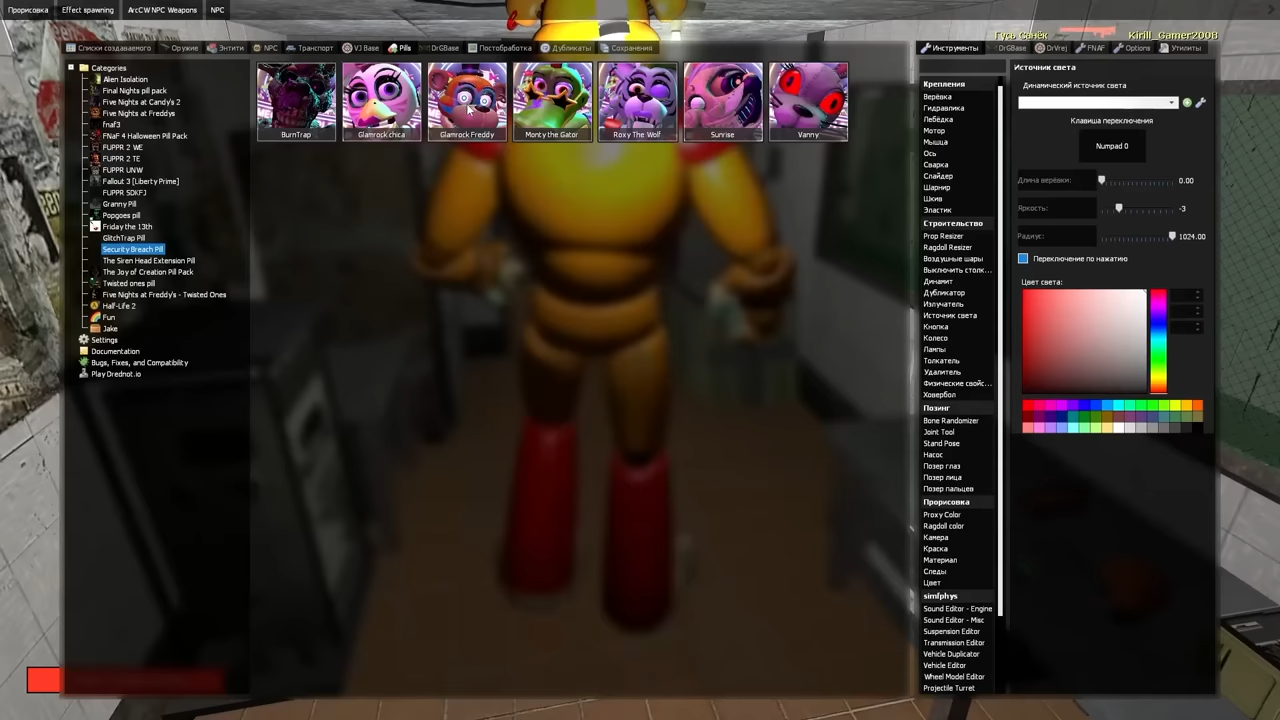 Прорисовка Effect spawning ArcCW NPC Weapons NPC
Гусь Санёк Kirill_Gamer2008
Списки создаваемого Оружие Энтити NPC Транспорт VJ Base Pills DrGBase Постобработка Дубликаты Сохранения
Categories
Alien Isolation
Final Nights pill pack
Five Nights at Candy's 2
Five Nights at Freddys
fnaf3
FNaF 4 Halloween Pill Pack
FUPPR 2 WE
FUPPR 2 TE
FUPPR UNW
Fallout 3 [Liberty Prime]
FUPPR SDKFJ
Granny Pill
Popgoes pill
Friday the 13th
GlitchTrap Pill
Security Breach Pill
The Siren Head Extension Pill
The Joy of Creation Pill Pack
Twisted ones pill
Five Nights at Freddy's - Twisted Ones
Half-Life 2
Fun
Jake
Settings
Documentation
Bugs, Fixes, and Compatibility
Play Drednot.io
BurnTrap Glamrock chica Glamrock Freddy Monty the Gator Roxy The Wolf Sunrise Vanny
Инструменты DrGBase DrVrej FNAF Options Утилиты
Крепления
Верёвка
Гидравлика
Лебёдка
Мотор
Мышца
Ось
Сварка
Слайдер
Шарнир
Шкив
Эластик
Строительство
Prop Resizer
Ragdoll Resizer
Воздушные шары
Выключить столк...
Динамит
Дубликатор
Излучатель
Источник света
Кнопка
Колесо
Лампы
Толкатель
Удалитель
Физические свойс...
Ховербол
Позинг
Bone Randomizer
Joint Tool
Stand Pose
Насос
Позер глаз
Позер лица
Позер пальцев
Прорисовка
Proxy Color
Ragdoll color
Камера
Краска
Материал
Следы
Цвет
simfphys
Sound Editor - Engine
Sound Editor - Misc
Suspension Editor
Transmission Editor
Vehicle Duplicator
Vehicle Editor
Wheel Model Editor
Projectile Turret
Источник света
Динамический источник света
Клавиша переключения
Numpad 0
Длина верёвки: 0.00
Яркость: -3
Радиус: 1024.00
Переключение по нажатию
Цвет света: